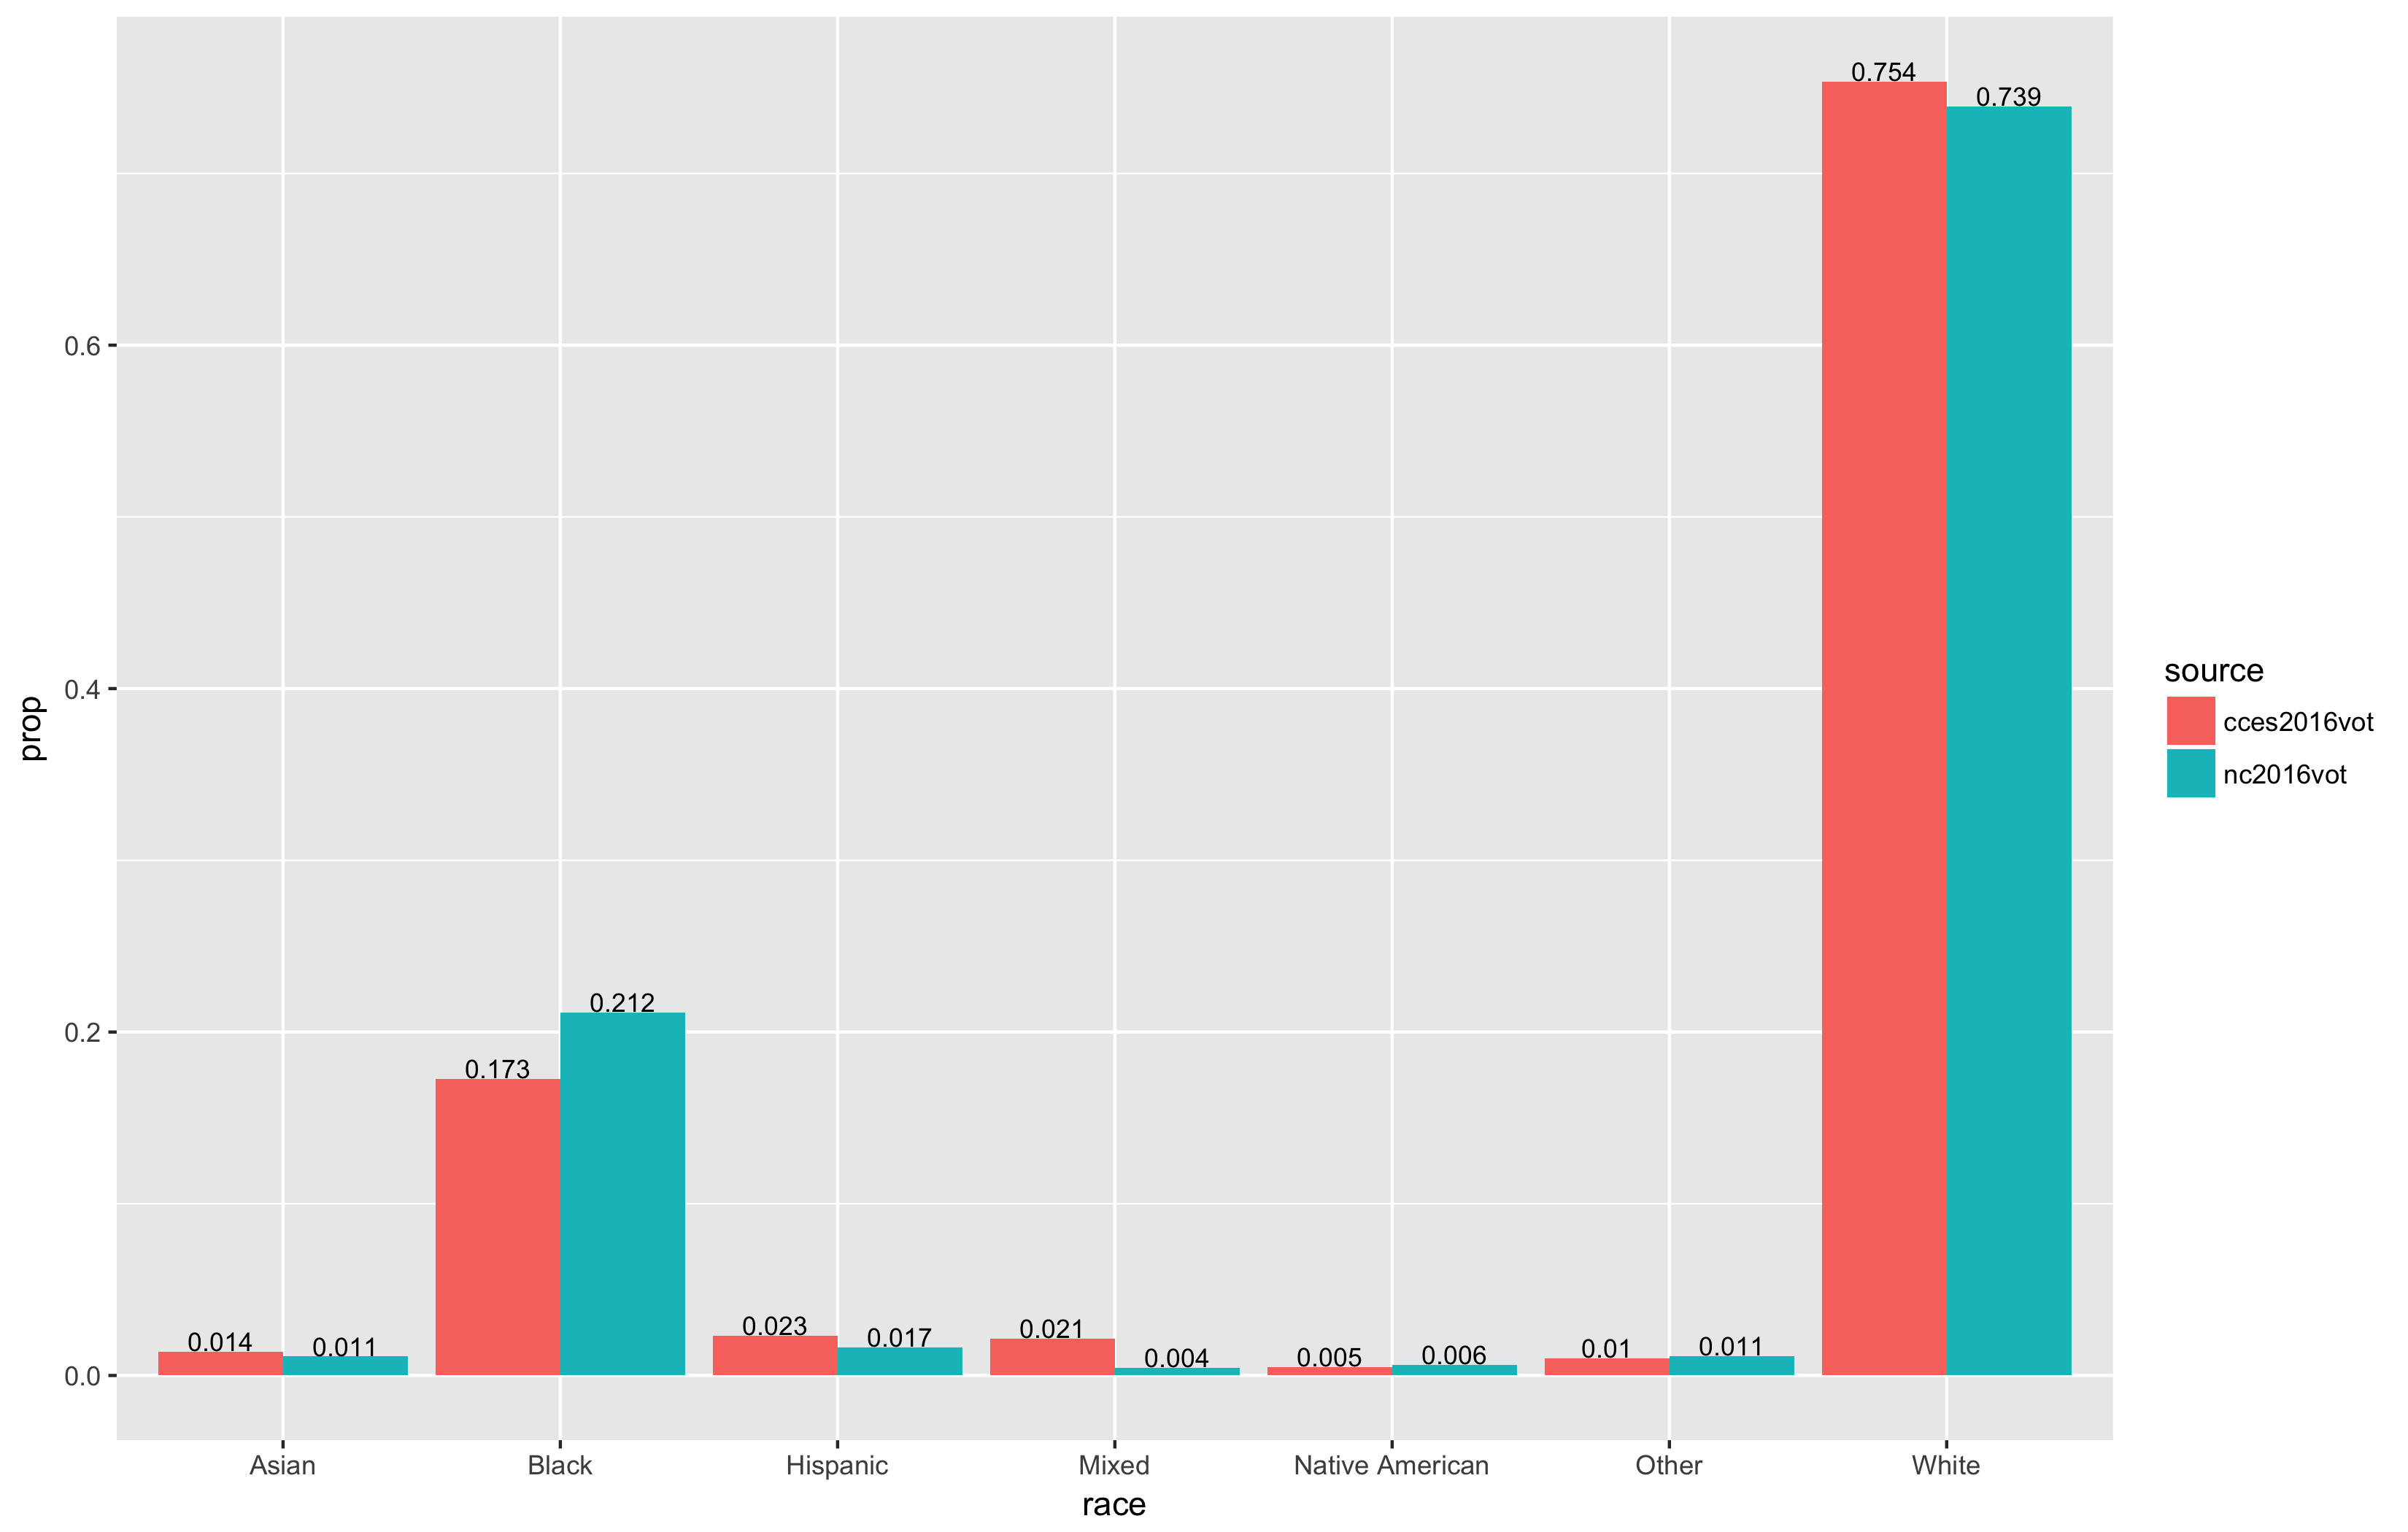 0.754
0.739
0.6
0.4
0.212
0.2
0.173
0.014
0.011
0.023
0.017
0.021
0.004
0.005
0.006
0.01
0.011
0.0
Asian
Black
Hispanic
Mixed
Native American
Other
White
race
prop
source
cces2016vot
nc2016vot